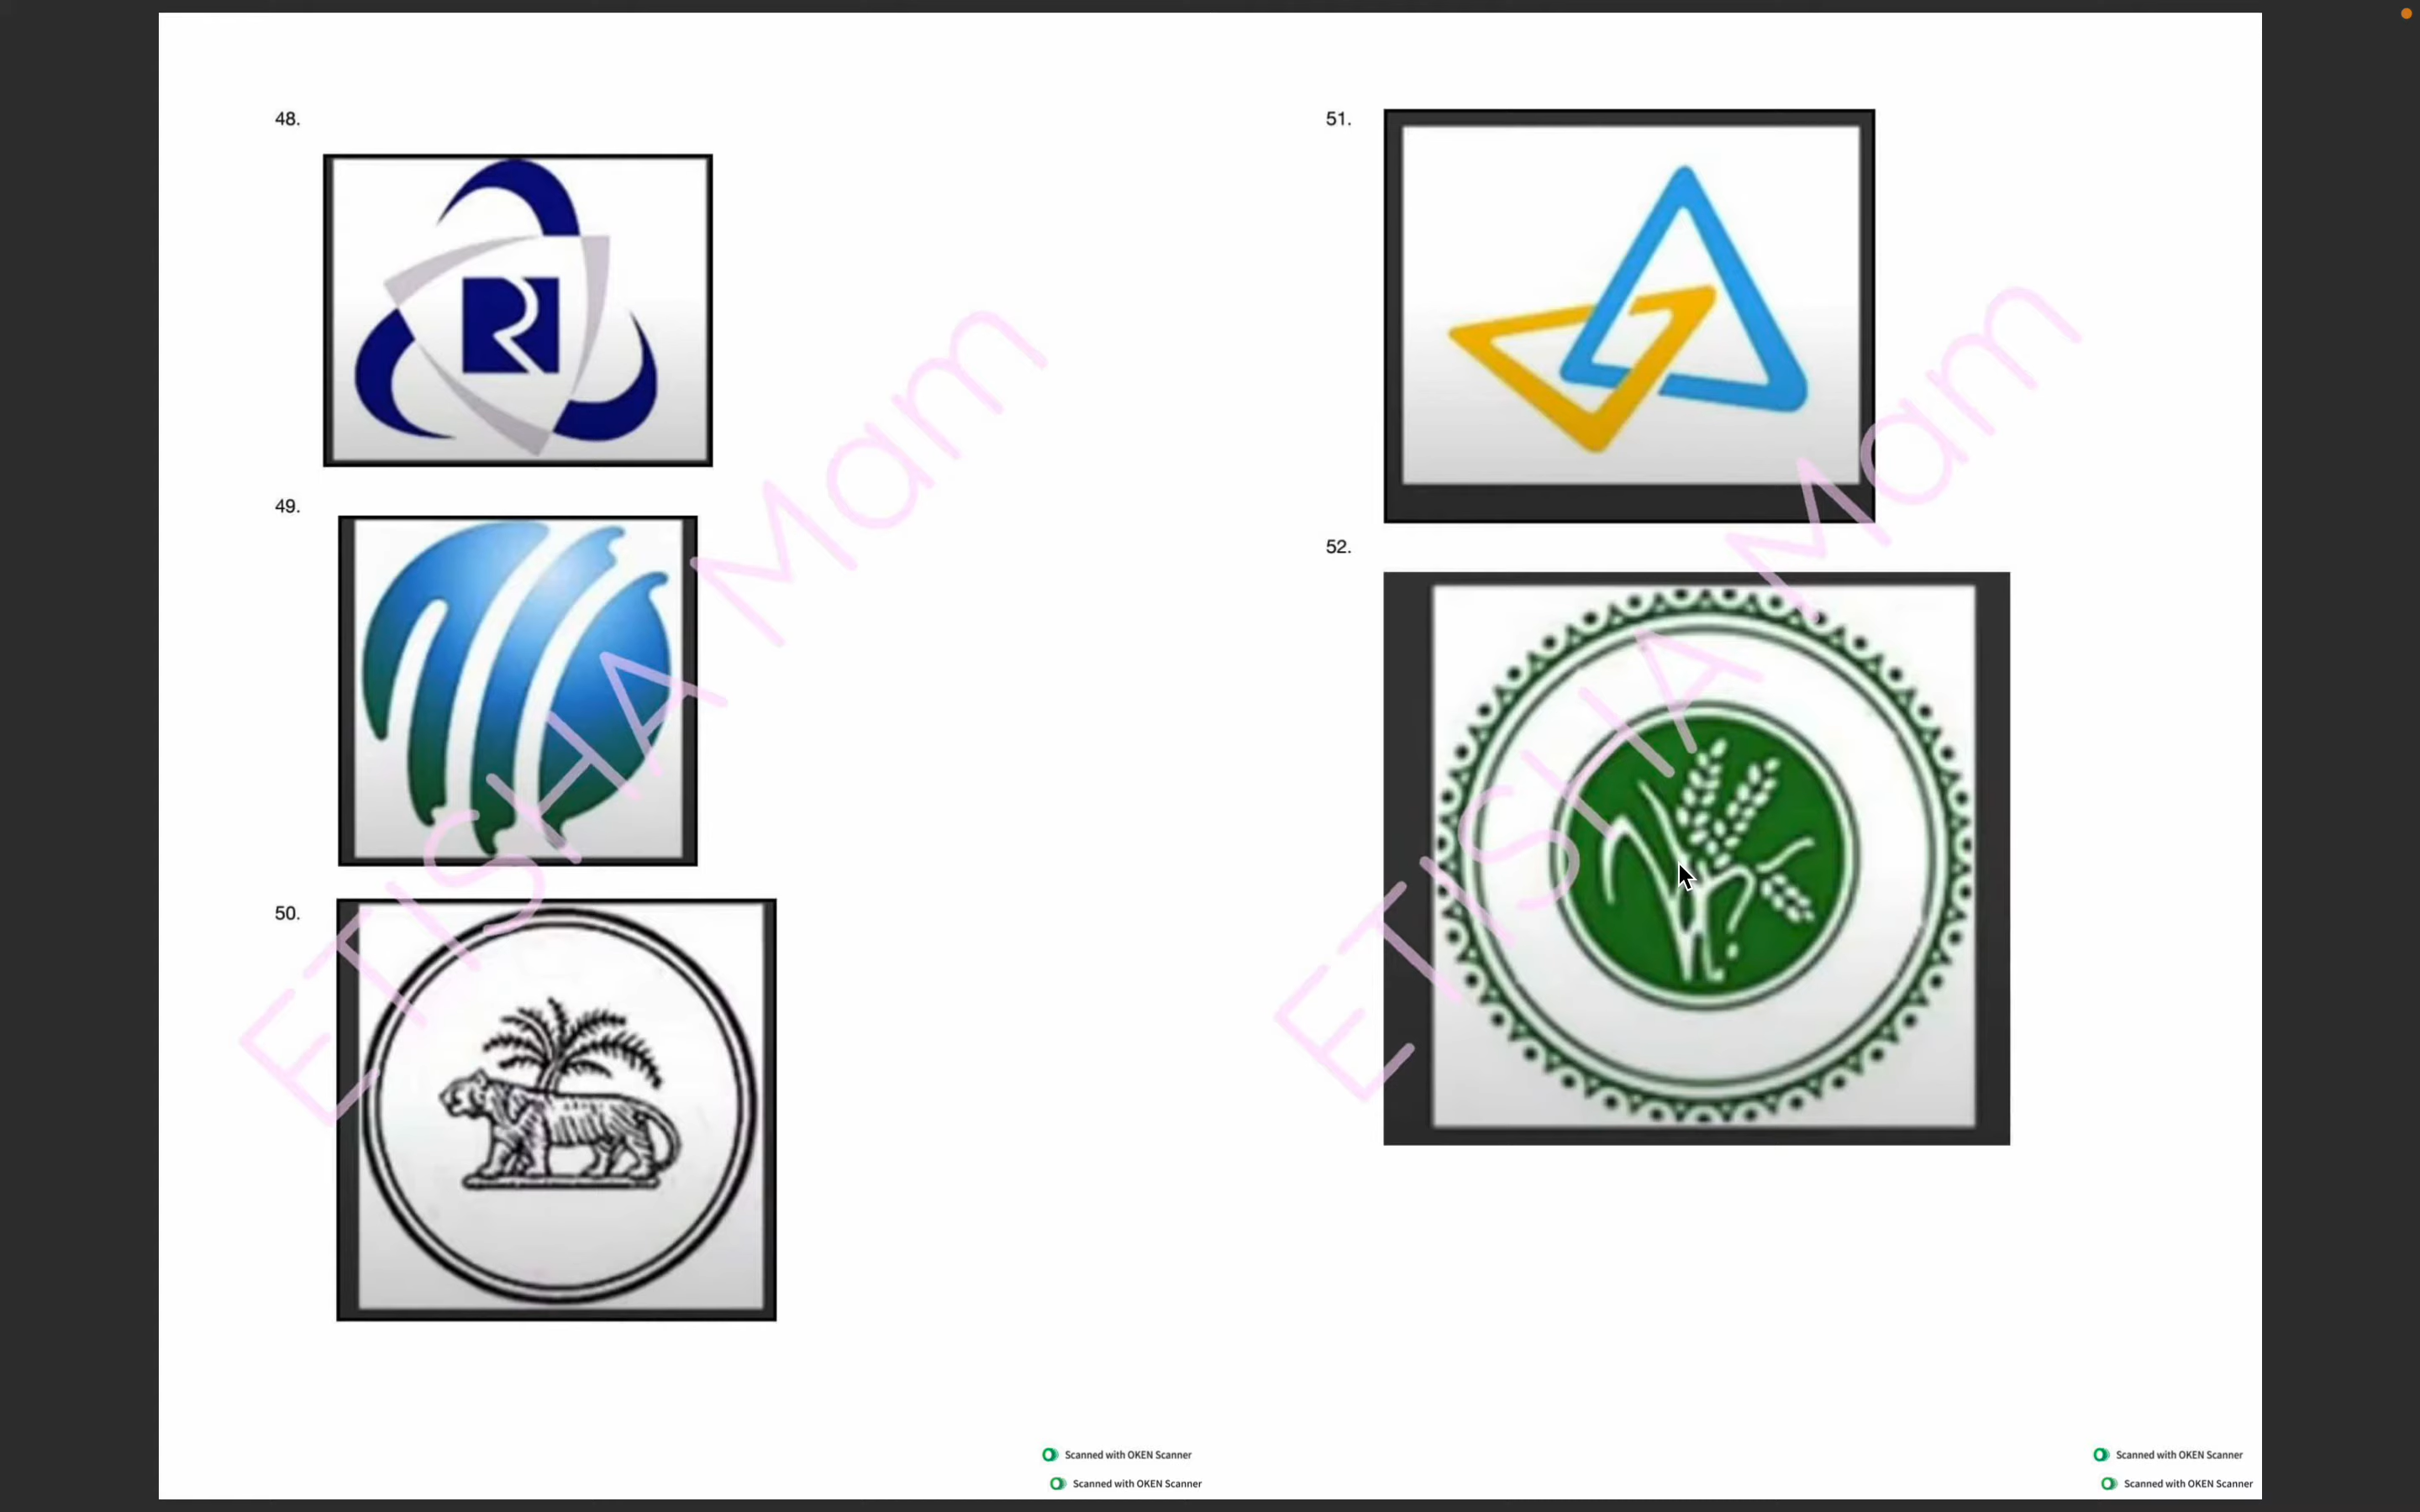 48.
49.
50.
ETISHA Mam
Scanned with OKEN Scanner
Scanned with OKEN Scanner
51.
52.
ETISHA Mam
Scanned with OKEN Scanner
Scanned with OKEN Scanner